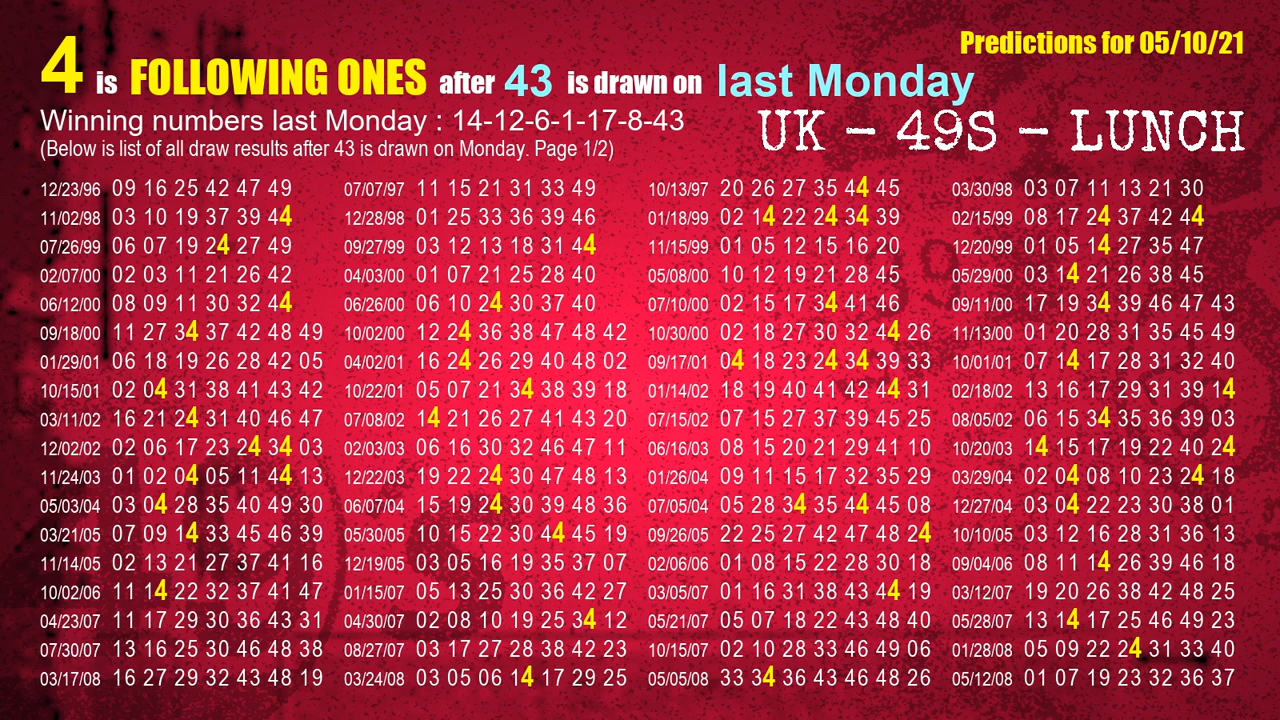 Predictions for 05/10/21
4 is FOLLOWING ONES after 43 is drawn on last Monday
Winning numbers last Monday : 14-12-6-1-17-8-43
UK - 49S - LUNCH
(Below is list of all draw results after 43 is drawn on Monday. Page 1/2)
12/23/96 09 16 25 42 47 49 07/07/97 11 15 21 31 33 49 10/13/97 20 26 27 35 44 45 03/30/98 03 07 11 13 21 30
11/02/98 03 10 19 37 39 44 12/28/98 01 25 33 36 39 46 01/18/99 02 14 22 24 34 39 02/15/99 08 17 24 37 42 44
07/26/99 06 07 19 24 27 49 09/27/99 03 12 13 18 31 44 11/15/99 01 05 12 15 16 20 12/20/99 01 05 14 27 35 47
02/07/00 02 03 11 21 26 42 04/03/00 01 07 21 25 28 40 05/08/00 10 12 19 21 28 45 05/29/00 03 14 21 26 38 45
06/12/00 08 09 11 30 32 44 06/26/00 06 10 24 30 37 40 07/10/00 02 15 17 34 41 46 09/11/00 17 19 34 39 46 47 43
09/18/00 11 27 34 37 42 48 49 10/02/00 12 24 36 38 47 48 42 10/30/00 02 18 27 30 32 44 26 11/13/00 01 20 28 31 35 45 49
01/29/01 06 18 19 26 28 42 05 04/02/01 16 24 26 29 40 48 02 09/17/01 04 18 23 24 34 39 33 10/01/01 07 14 17 28 31 32 40
10/15/01 02 04 31 38 41 43 42 10/22/01 05 07 21 34 38 39 18 01/14/02 18 19 40 41 42 44 31 02/18/02 13 16 17 29 31 39 14
03/11/02 16 21 24 31 40 46 47 07/08/02 14 21 26 27 41 43 20 07/15/02 07 15 27 37 39 45 25 08/05/02 06 15 34 35 36 39 03
12/02/02 02 06 17 23 24 34 03 02/03/03 06 16 30 32 46 47 11 06/16/03 08 15 20 21 29 41 10 10/20/03 14 15 17 19 22 40 24
11/24/03 01 02 04 05 11 44 13 12/22/03 19 22 24 30 47 48 13 01/26/04 09 11 15 17 32 35 29 03/29/04 02 04 08 10 23 24 18
05/03/04 03 04 28 35 40 49 30 06/07/04 15 19 24 30 39 48 36 07/05/04 05 28 34 35 44 45 08 12/27/04 03 04 22 23 30 38 01
03/21/05 07 09 14 33 45 46 39 05/30/05 10 15 22 30 44 45 19 09/26/05 22 25 27 42 47 48 24 10/10/05 03 12 16 28 31 36 13
11/14/05 02 13 21 27 37 41 16 12/19/05 03 05 16 19 35 37 07 02/06/06 01 08 15 22 28 30 18 09/04/06 08 11 14 26 39 46 18
10/02/06 11 14 22 32 37 41 47 01/15/07 05 13 25 30 36 42 27 03/05/07 01 16 31 38 43 44 19 03/12/07 19 20 26 38 42 48 25
04/23/07 11 17 29 30 36 43 31 04/30/07 02 08 10 19 25 34 12 05/21/07 05 07 18 22 43 48 40 05/28/07 13 14 17 25 46 49 23
07/30/07 13 16 25 30 46 48 38 08/27/07 03 17 27 28 38 42 23 10/15/07 02 10 28 33 46 49 06 01/28/08 05 09 22 24 31 33 40
03/17/08 16 27 29 32 43 48 19 03/24/08 03 05 06 14 17 29 25 05/05/08 33 34 36 43 46 48 26 05/12/08 01 07 19 23 32 36 37